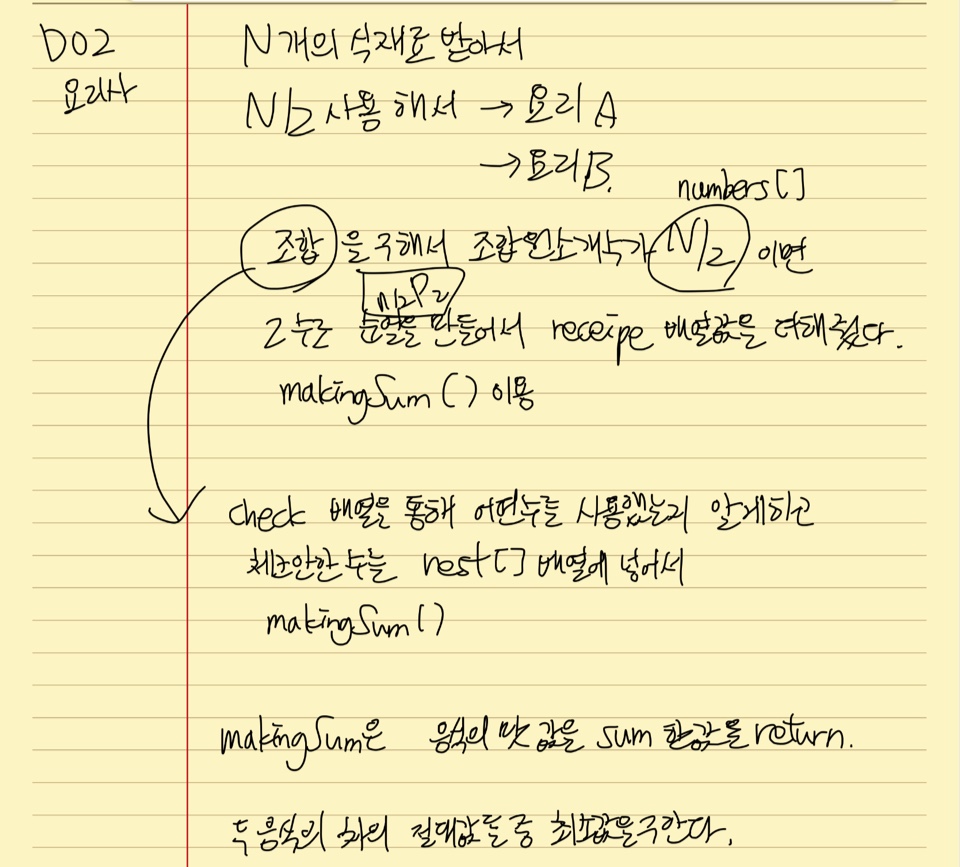 D02
요리사
N개의 식재료 받아서
N/2 사용해서 → 요리 A
→ 요리 B.
numbers[]
조합을 구해서 조합원소개수가 N/2 이면
n/2P2
2수로 순열을 만들어서 receipe 배열값을 더해줬다.
makingSum () 이용
check 배열을 통해 어떤수를 사용했는지 알게하고
체크안한 수를 rest[] 배열에 넣어서
makingSum()
makingSum은 음식의 맛 값을 sum 한값을 return.
두 음식의 차의 절대값들 중 최소값을구한다.